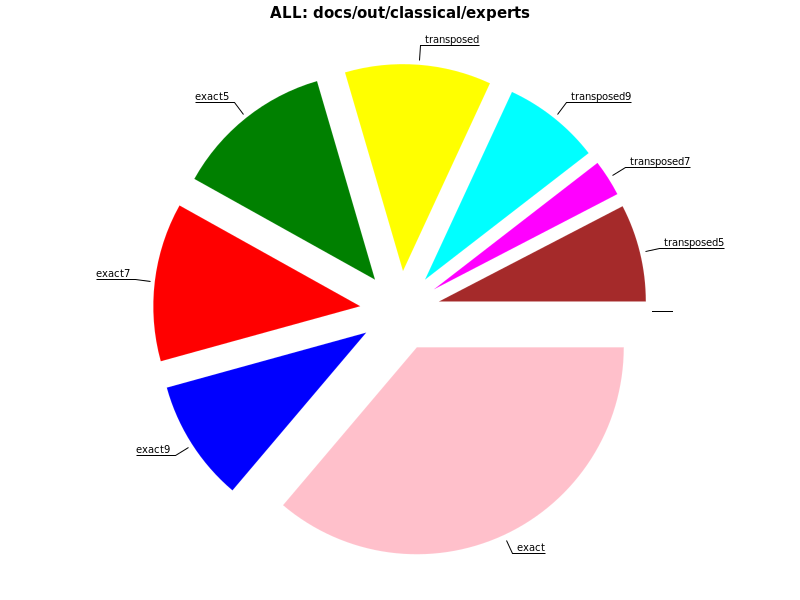 ALL: docs/out/classical/experts
transposed
exact5
transposed9
transposed7
transposed5
exact7
exact9
exact